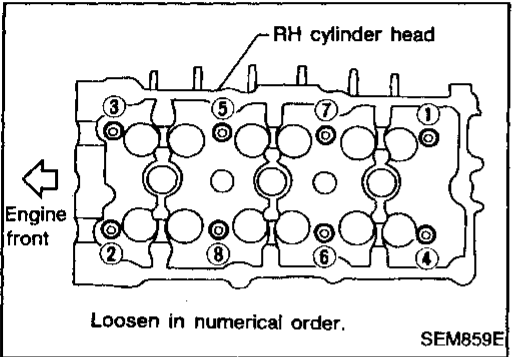 RH cylinder head
3 5 7 1
Engine
front
2 8 6 4
Loosen in numerical order.
SEM859E